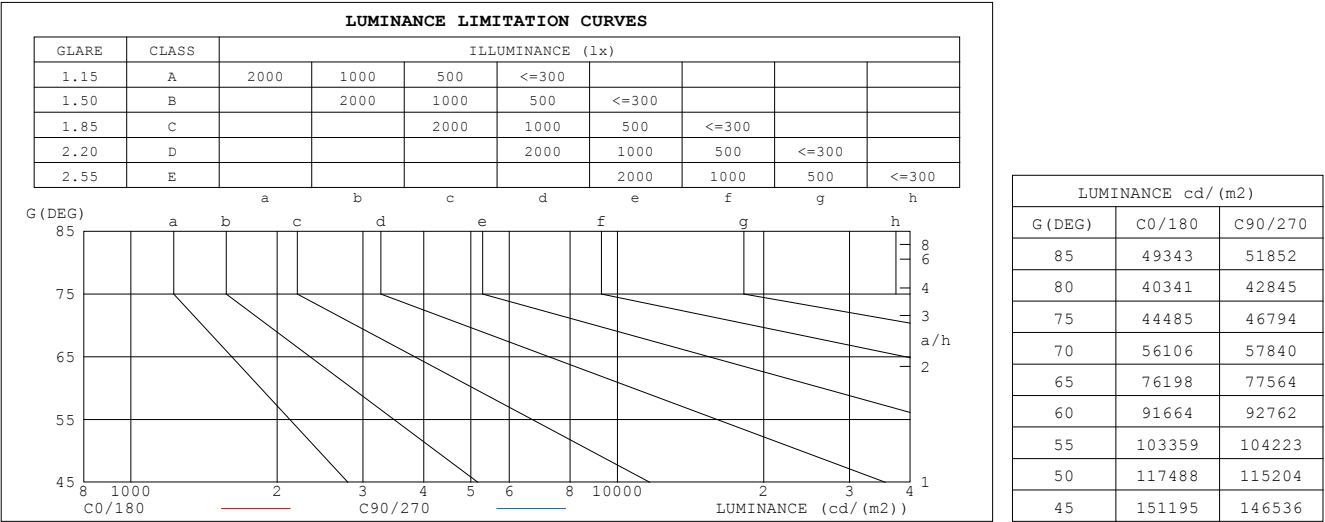 LUMINANCE LIMITATION CURVES
GLARE CLASS ILLUMINANCE (lx)
1.15 A 2000 1000 500 <=300
1.50 B 2000 1000 500 <=300
1.85 C 2000 1000 500 <=300
2.20 D 2000 1000 500 <=300
2.55 E 2000 1000 500 <=300
a b c d e f g h
G(DEG)
a b c d e f g h
85
75
65
55
45
8
6
4
3
a/h
2
1
8 1000 2 3 4 5 6 8 10000 2 3 4
C0/180 C90/270 LUMINANCE (cd/(m2))
LUMINANCE cd/(m2)
G(DEG) C0/180 C90/270
85 49343 51852
80 40341 42845
75 44485 46794
70 56106 57840
65 76198 77564
60 91664 92762
55 103359 104223
50 117488 115204
45 151195 146536